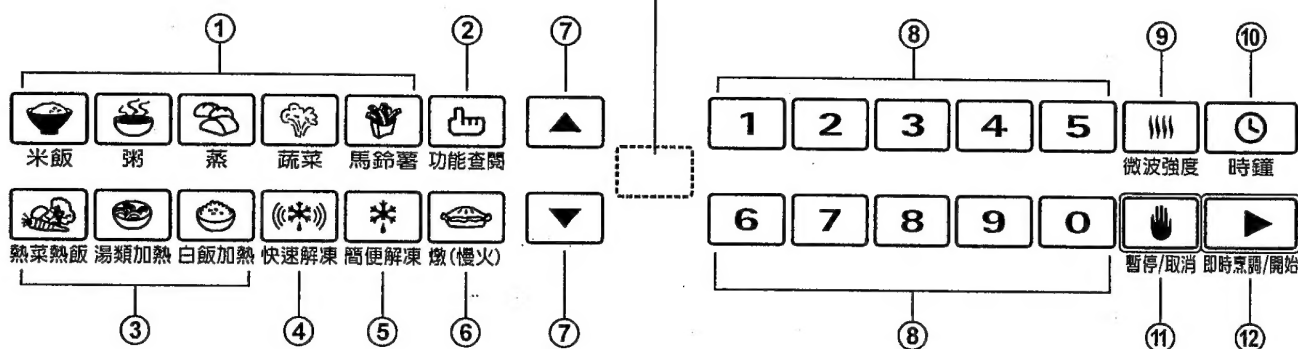 ① ② ⑦ ⑧ ⑨ ⑩
1 2 3 4 5
米飯 粥 蒸 蔬菜 馬鈴薯 功能查閱 微波強度 時鐘
6 7 8 9 0
熱菜熱飯 湯類加熱 白飯加熱 快速解凍 簡便解凍 燉(慢火) 暫停/取消 即時烹調/開始
③ ④ ⑤ ⑥ ⑦ ⑧ ⑪ ⑫